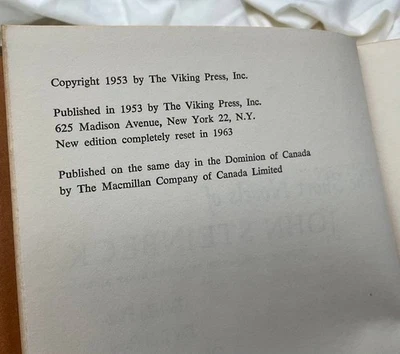 Copyright 1953 by The Viking Press, Inc.
Published in 1953 by The Viking Press, Inc.
625 Madison Avenue, New York 22, N.Y.
New edition completely reset in 1963
Published on the same day in the Dominion of Canada
by The Macmillan Company of Canada Limited
JOHN STEINBECK